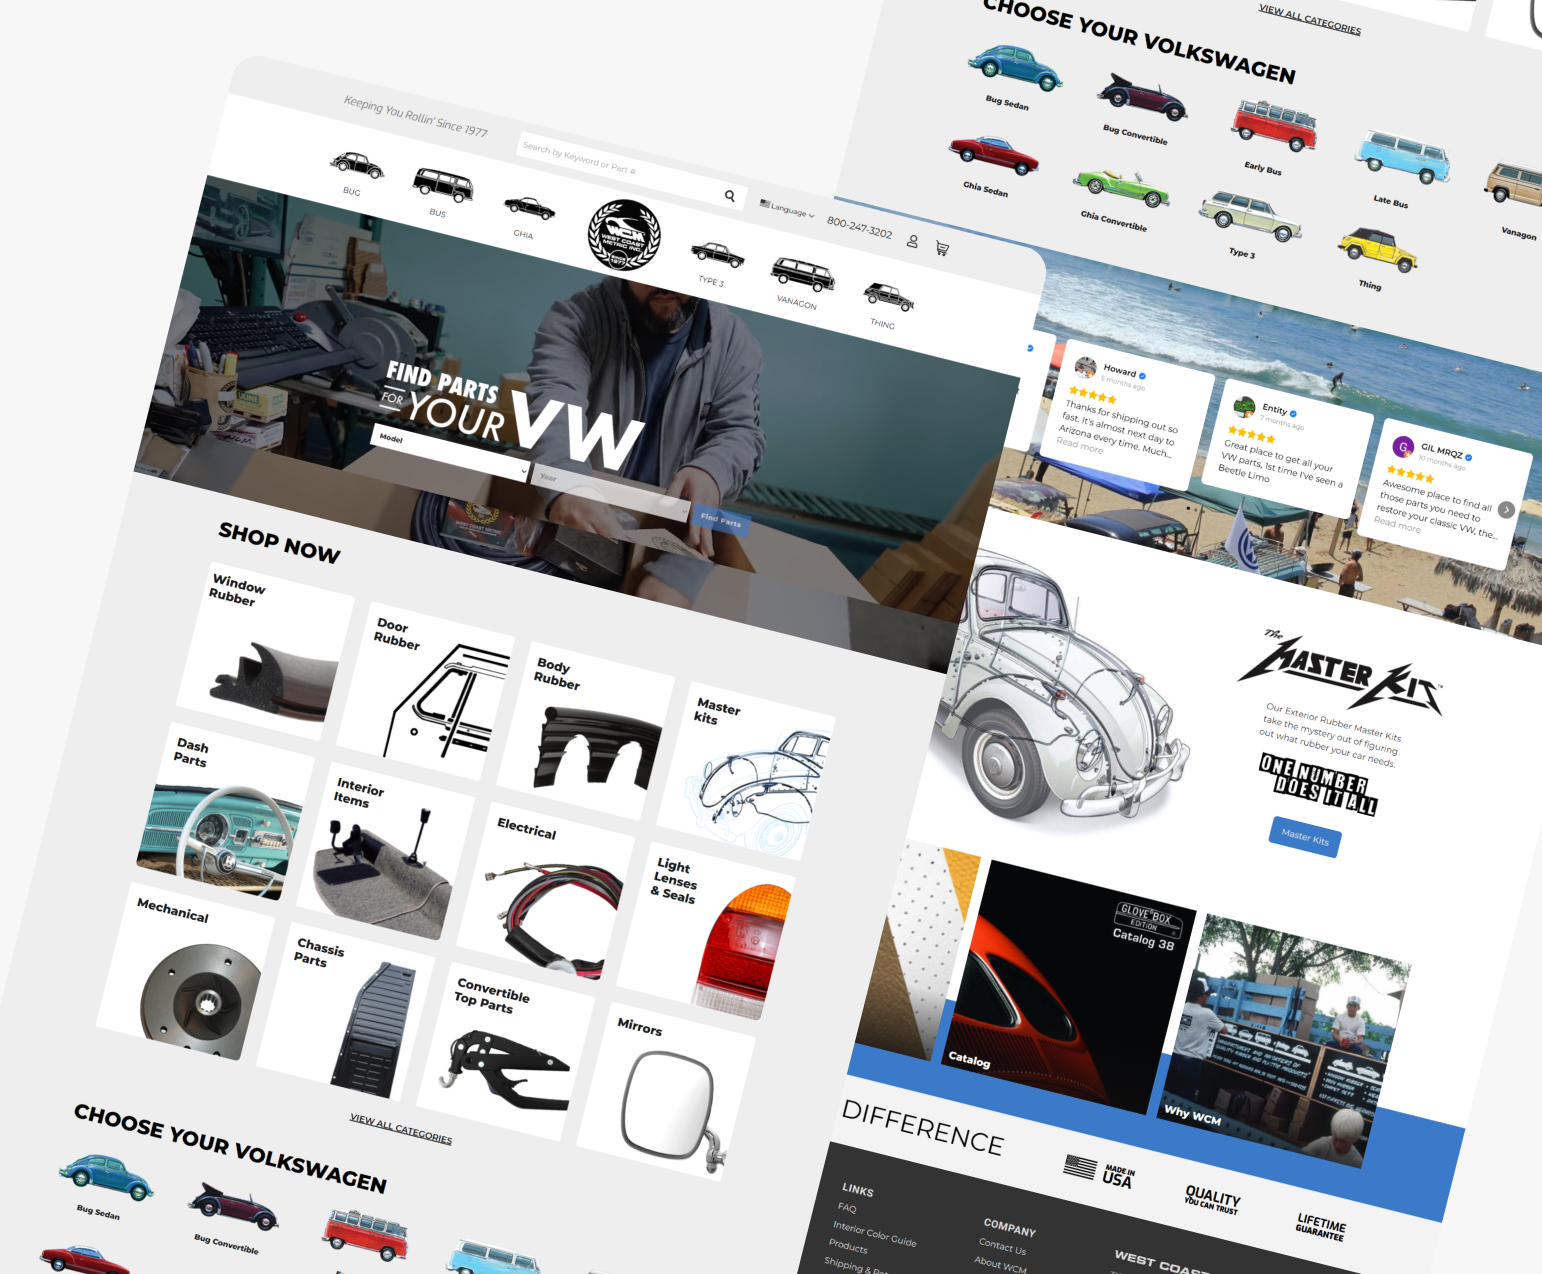 Keeping You Rollin' Since 1977
Search by Keyword or Part #
Language
800-247-3202
BUG
BUS
GHIA
WCM
WEST COAST
METRIC INC.
SINCE
1977
TYPE 3
VANAGON
THING
FIND PARTS
FOR YOUR VW
Model
Year
Find Parts
ULINE
WEST COAST METRIC
SHOP NOW
Window
Rubber
Door
Rubber
Body
Rubber
Master
kits
Dash
Parts
Interior
Items
Electrical
Light
Lenses
& Seals
Mechanical
Chassis
Parts
Convertible
Top Parts
Mirrors
VIEW ALL CATEGORIES
CHOOSE YOUR VOLKSWAGEN
Bug Sedan
Bug Convertible
VIEW ALL CATEGORIES
CHOOSE YOUR VOLKSWAGEN
Bug Sedan
Bug Convertible
Early Bus
Late Bus
Vanagon
Ghia Sedan
Ghia Convertible
Type 3
Thing
Howard
5 months ago
Thanks for shipping out so
fast. It's almost next day to
Arizona every time. Much...
Read more
Entity
7 months ago
Great place to get all your
VW parts, 1st time I've seen a
Beetle Limo
G
GIL MRQZ
10 months ago
Awesome place to find all
those parts you need to
restore your classic VW, the...
Read more
The
MASTER KIT
™
Our Exterior Rubber Master Kits
take the mystery out of figuring
out what rubber your car needs.
ONE NUMBER
DOES IT ALL
Master Kits
GLOVE BOX
EDITION
Catalog 38
Catalog
Why WCM
DIFFERENCE
MADE IN
USA
QUALITY
YOU CAN TRUST
LIFETIME
GUARANTEE
LINKS
FAQ
Interior Color Guide
Products
Shipping &
COMPANY
Contact Us
About WCM
WEST COAST